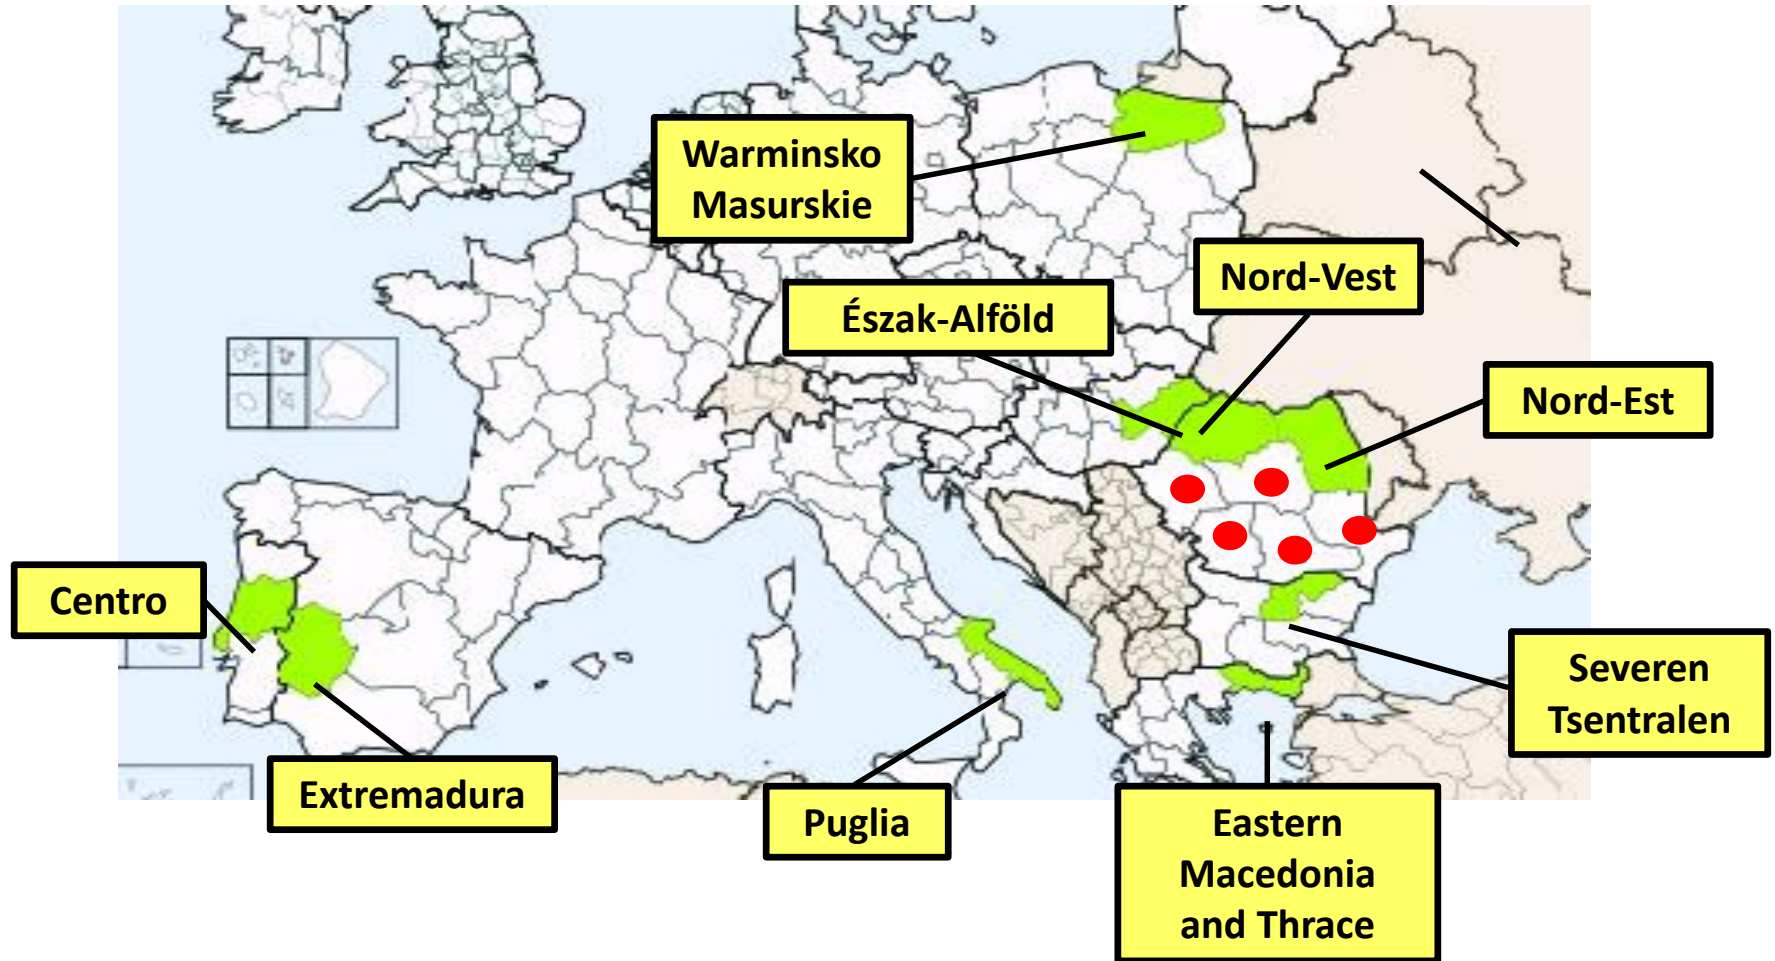 Warminsko
Masurskie
Nord-Vest
Észak-Alföld
Nord-Est
Centro
Severen
Tsentralen
Extremadura
Puglia
Eastern
Macedonia
and Thrace